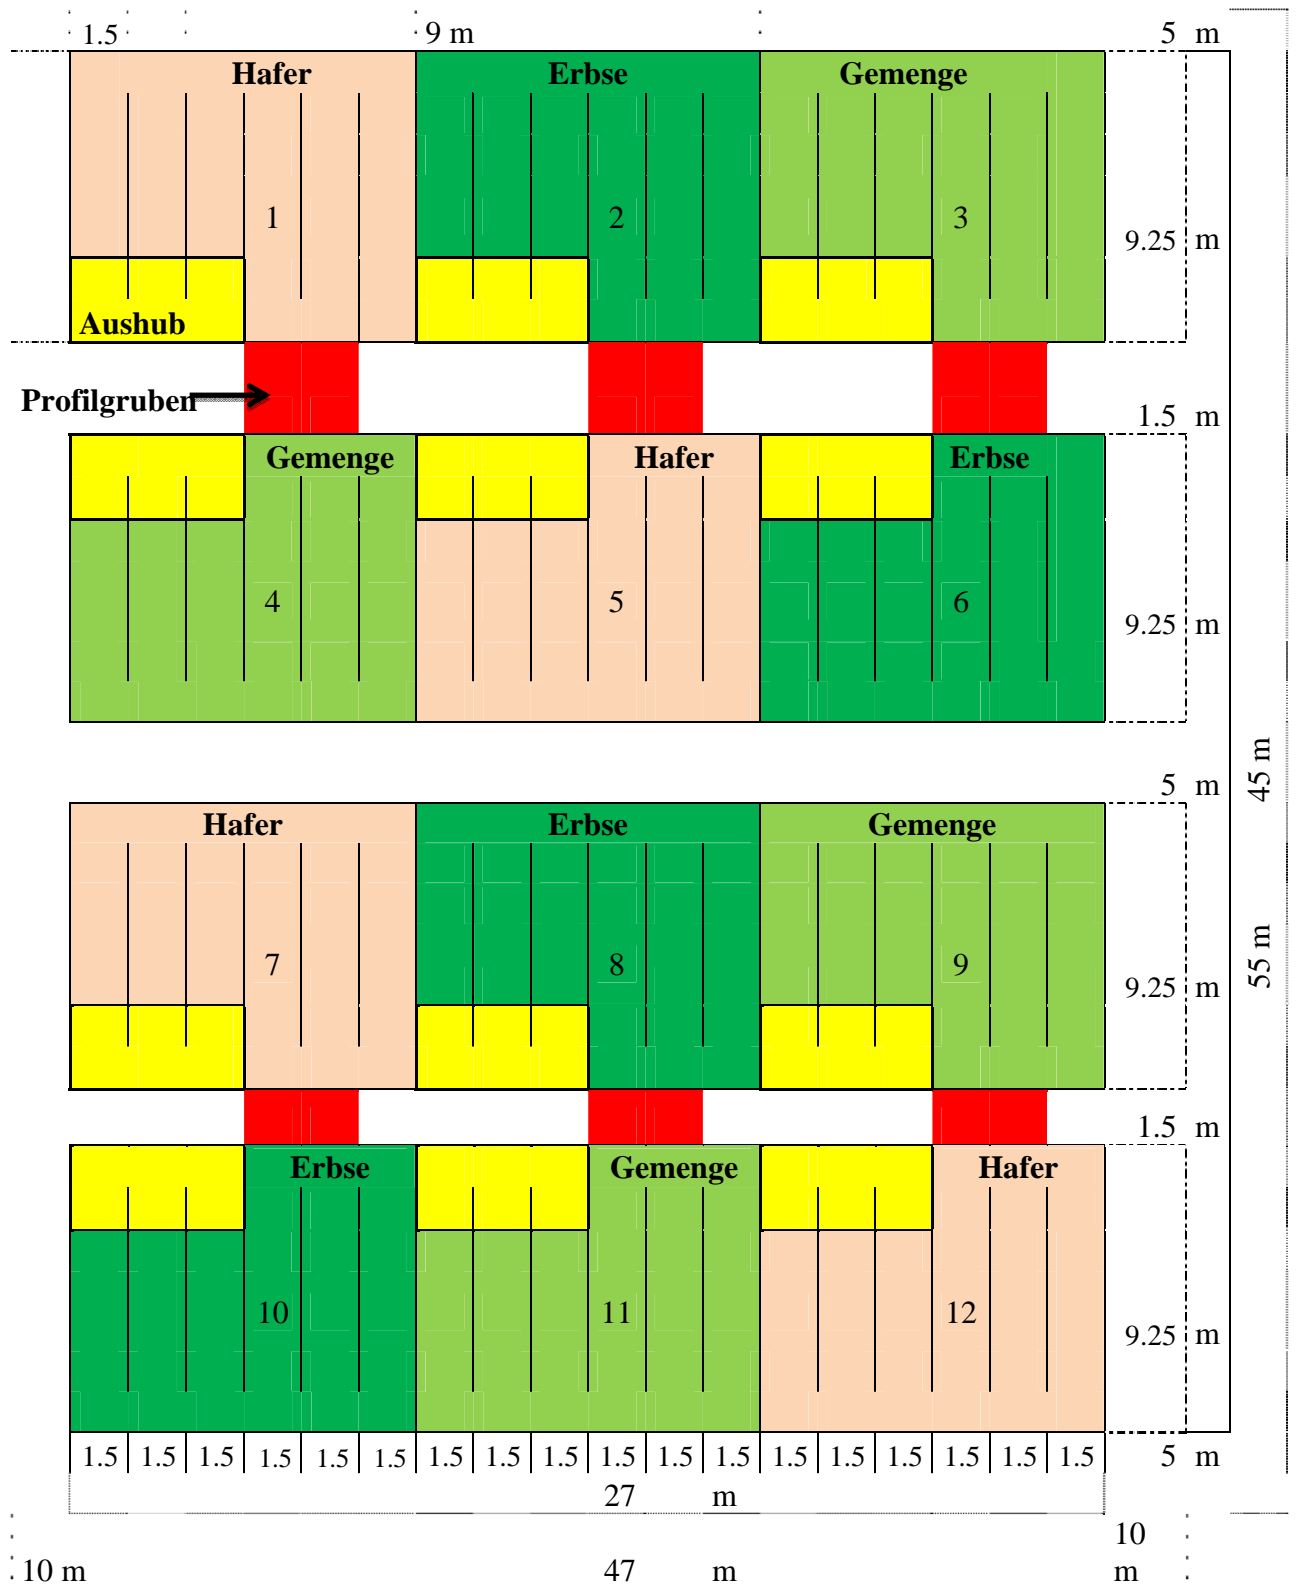 1.5 9 m 5 m
Hafer Erbse Gemenge
1 2 3
9.25 m
Aushub
Profilgruben
1.5 m
Gemenge Hafer Erbse
4 5 6
9.25 m
45 m
5 m
Hafer Erbse Gemenge
55 m
7 8 9
9.25 m
1.5 m
Erbse Gemenge Hafer
10 11 12
9.25 m
1.5 1.5 1.5 1.5 1.5 1.5 1.5 1.5 1.5 1.5 1.5 1.5 1.5 1.5 1.5 1.5 1.5 1.5 5 m
27 m
10
10 m 47 m m